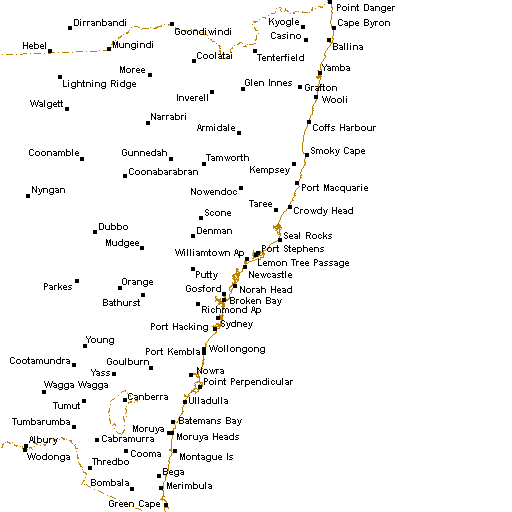 Point Danger
Dirranbandi
Kyogle
Cape Byron
Goondiwindi
Casino
Hebel
Mungindi
Ballina
Coolatai
Tenterfield
Moree
Yamba
Lightning Ridge
Glen Innes
Grafton
Inverell
Wooli
Walgett
Narrabri
Armidale
Coffs Harbour
Coonamble
Gunnedah
Tamworth
Smoky Cape
Coonabarabran
Kempsey
Nyngan
Nowendoc
Port Macquarie
Taree
Crowdy Head
Scone
Dubbo
Denman
Seal Rocks
Mudgee
Williamtown Ap
Port Stephens
Lemon Tree Passage
Putty
Newcastle
Parkes
Orange
Gosford
Norah Head
Bathurst
Broken Bay
Richmond Ap
Port Hacking
Sydney
Young
Port Kembla
Wollongong
Cootamundra
Goulburn
Yass
Nowra
Wagga Wagga
Point Perpendicular
Tumut
Canberra
Ulladulla
Tumbarumba
Batemans Bay
Moruya
Albury
Cabramurra
Moruya Heads
Wodonga
Cooma
Montague Is
Thredbo
Bega
Bombala
Merimbula
Green Cape